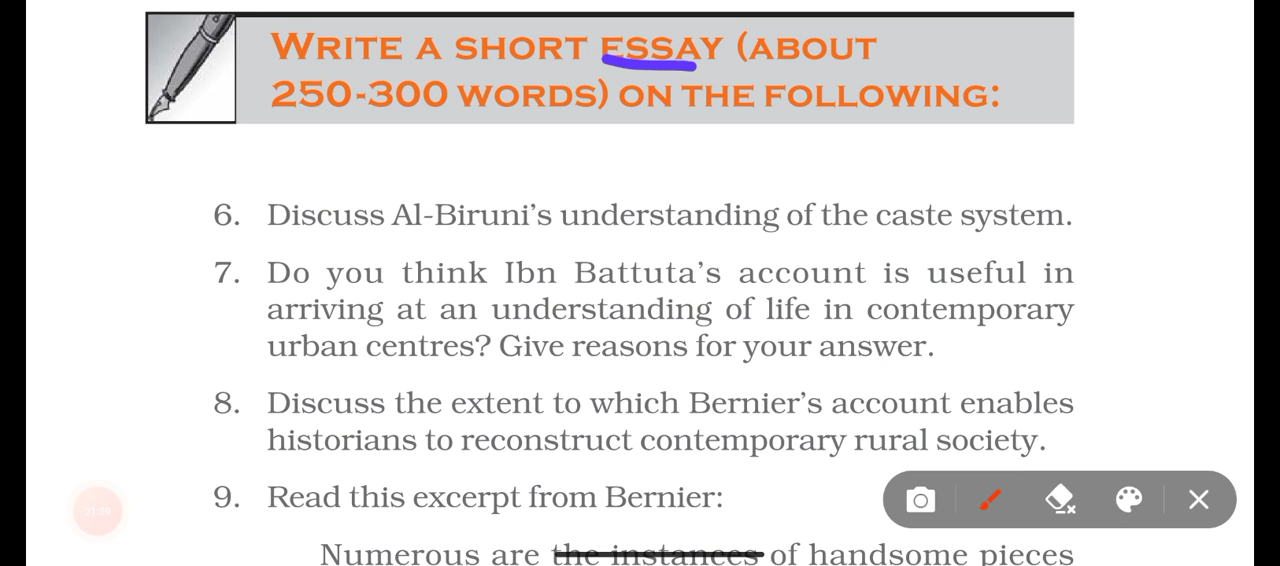 WRITE A SHORT ESSAY (ABOUT
250-300 WORDS) ON THE FOLLOWING:
6. Discuss Al-Biruni’s understanding of the caste system.
7. Do you think Ibn Battuta’s account is useful in
arriving at an understanding of life in contemporary
urban centres? Give reasons for your answer.
8. Discuss the extent to which Bernier’s account enables
historians to reconstruct contemporary rural society.
9. Read this excerpt from Bernier:
Numerous are the instances of handsome pieces